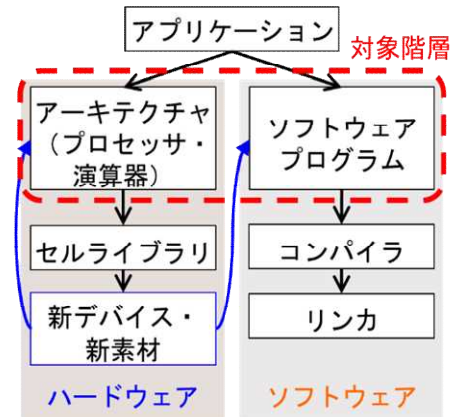 アプリケーション
対象階層
アーキテクチャ
（プロセッサ・
演算器）
ソフトウェア
プログラム
セルライブラリ
コンパイラ
新デバイス・
新素材
リンカ
ハードウェア
ソフトウェア